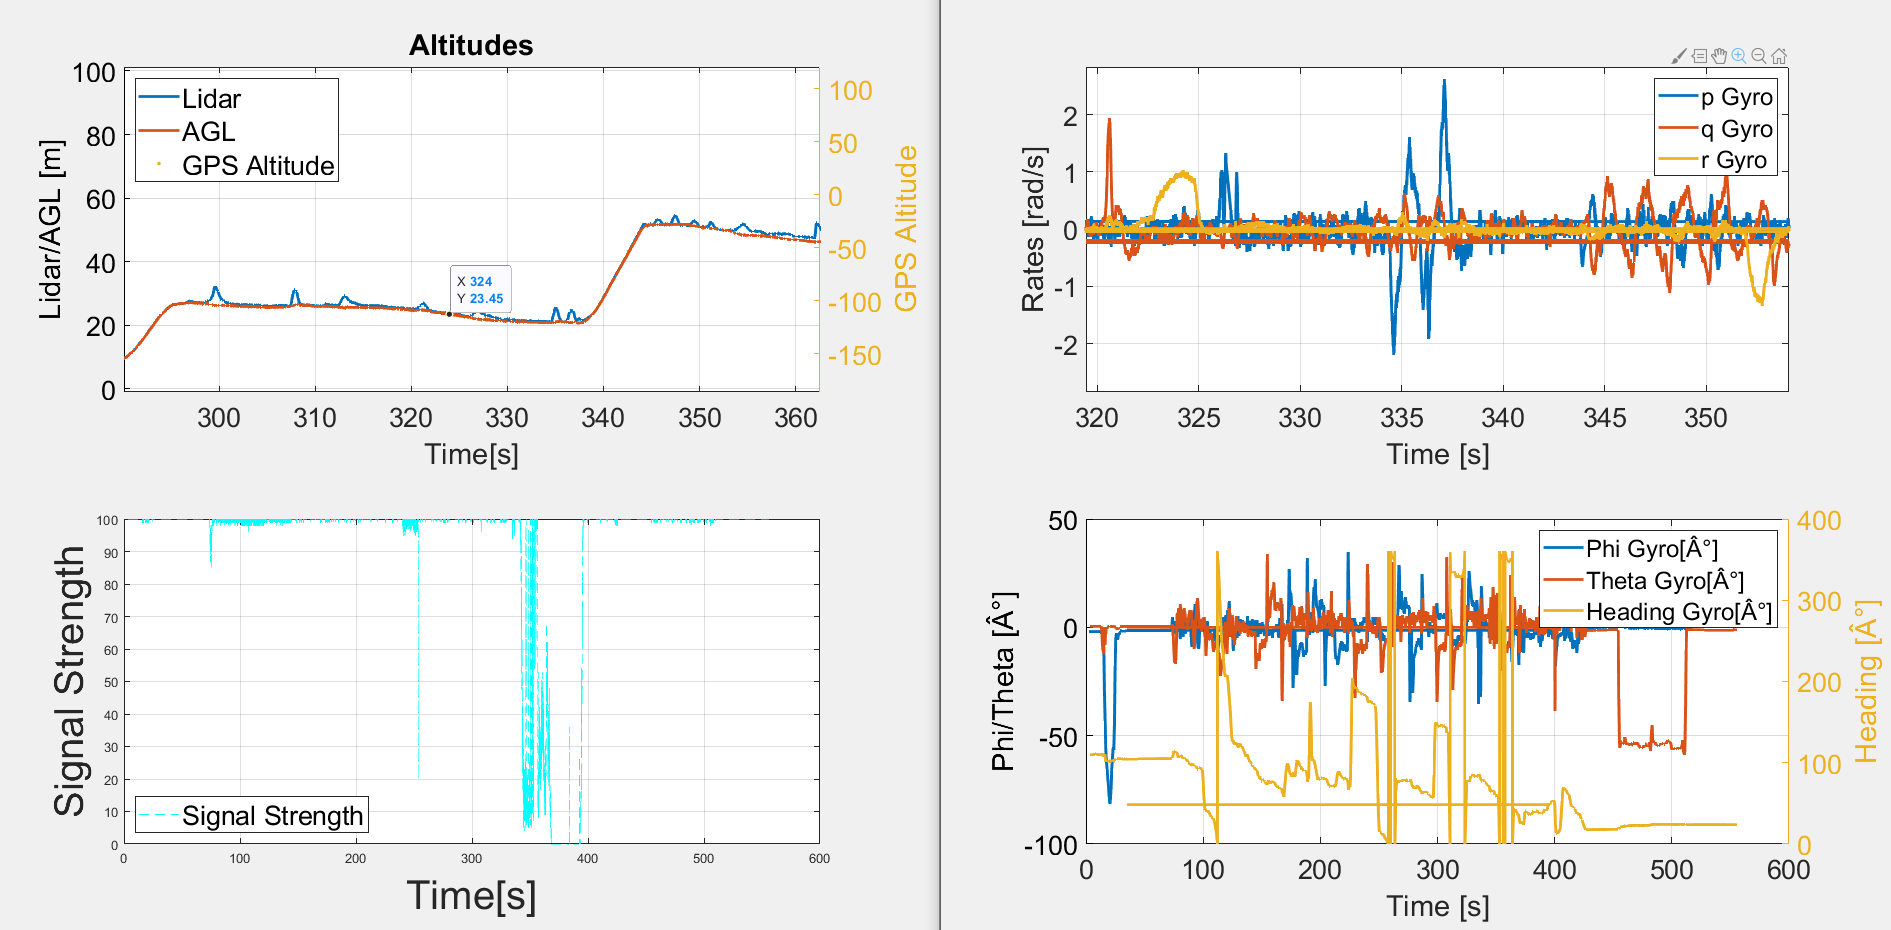 Altitudes
Lidar/AGL [m]
100
80
60
40
20
0
Lidar
AGL
GPS Altitude
X 324
Y 23.45
100
50
0
-50
-100
-150
GPS Altitude
300 310 320 330 340 350 360
Time[s]
Signal Strength
100
90
80
70
60
50
40
30
20
10
0
Signal Strength
0 100 200 300 400 500 600
Time[s]
Rates [rad/s]
2
1
0
-1
-2
p Gyro
q Gyro
r Gyro
320 325 330 335 340 345 350
Time [s]
Phi/Theta [Â°]
50
0
-50
-100
Phi Gyro[Â°]
Theta Gyro[Â°]
Heading Gyro[Â°]
400
300
200
100
0
Heading [Â°]
0 100 200 300 400 500 600
Time [s]